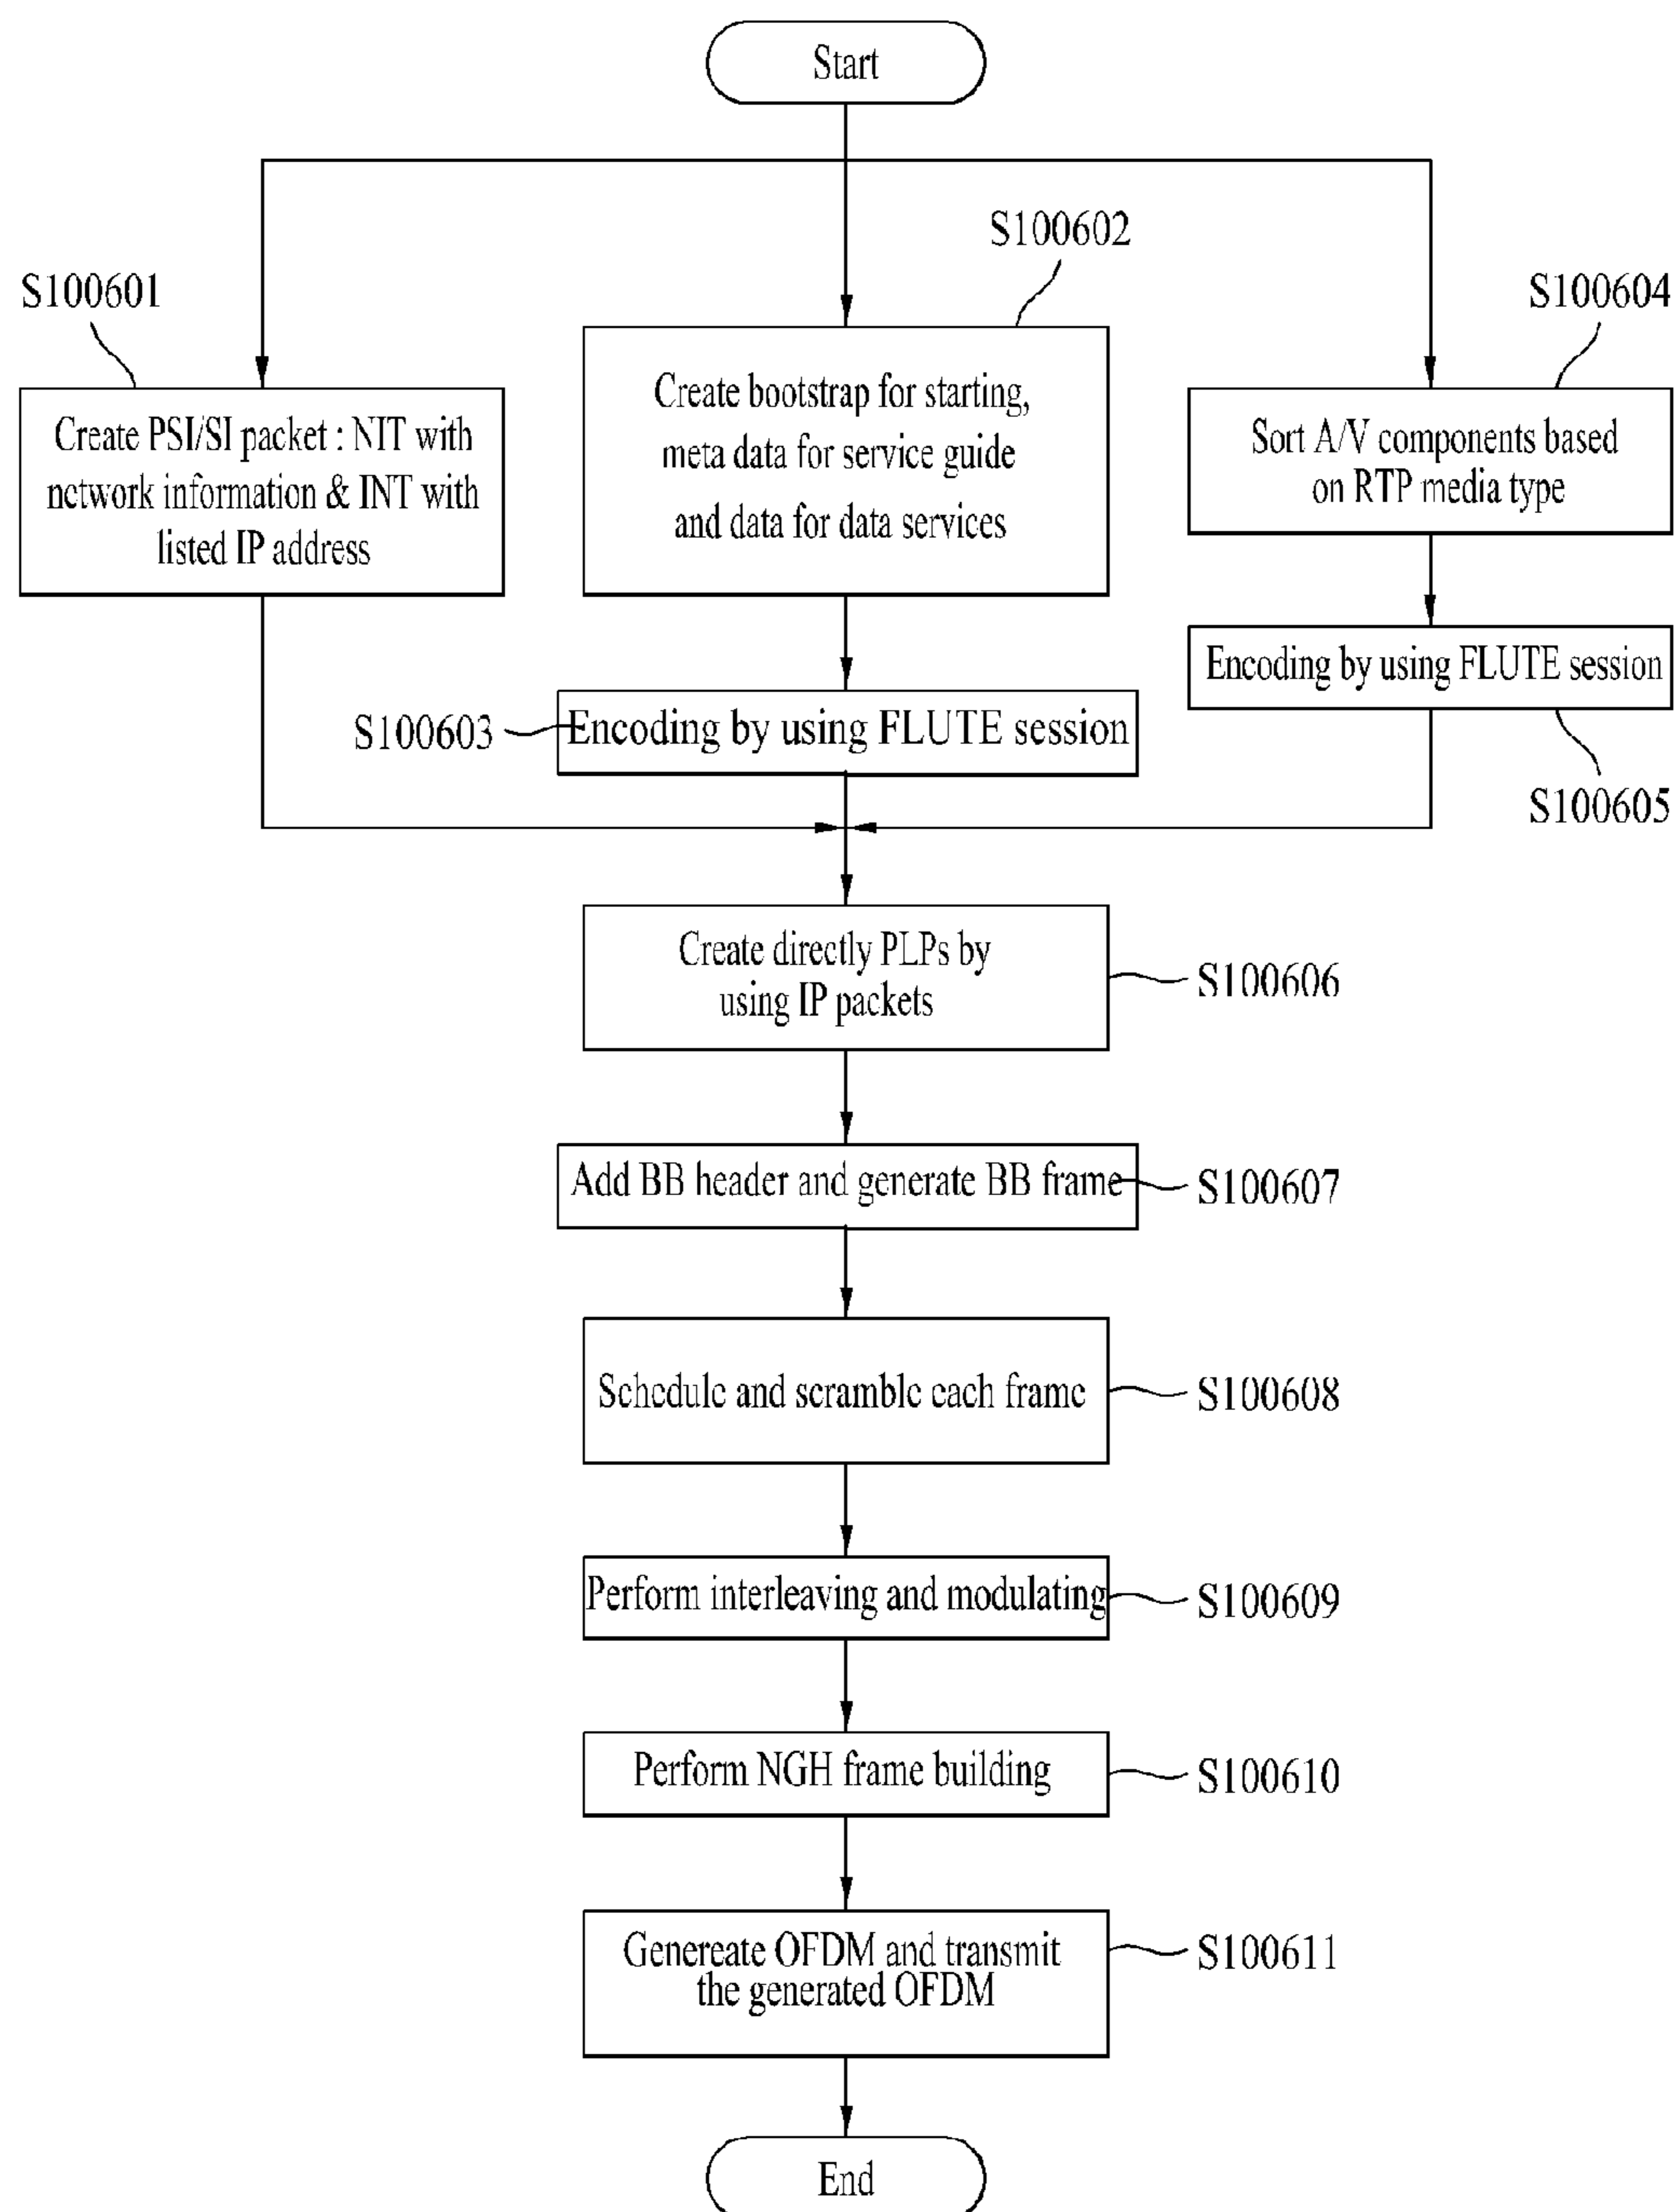 Start
S100601
S100602
S100604
Create PSI/SI packet : NIT with
network information & INT with
listed IP address
Create bootstrap for starting,
meta data for service guide
and data for data services
Sort A/V components based
on RTP media type
Encoding by using FLUTE session
S100605
S100603
Encoding by using FLUTE session
Create directly PLPs by
using IP packets
S100606
Add BB header and generate BB frame
S100607
Schedule and scramble each frame
S100608
Perform interleaving and modulating
S100609
Perform NGH frame building
S100610
Genereate OFDM and transmit
the generated OFDM
S100611
End